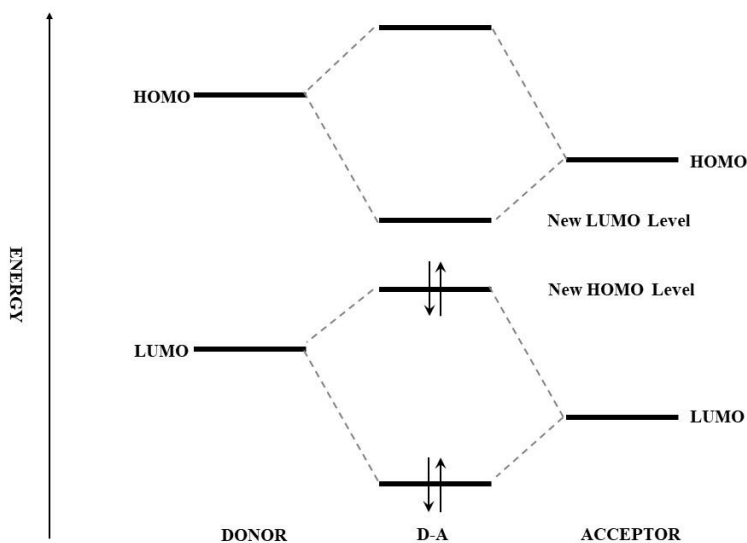 HOMO
HOMO
New LUMO Level
New HOMO Level
ENERGY
LUMO
LUMO
DONOR
D-A
ACCEPTOR